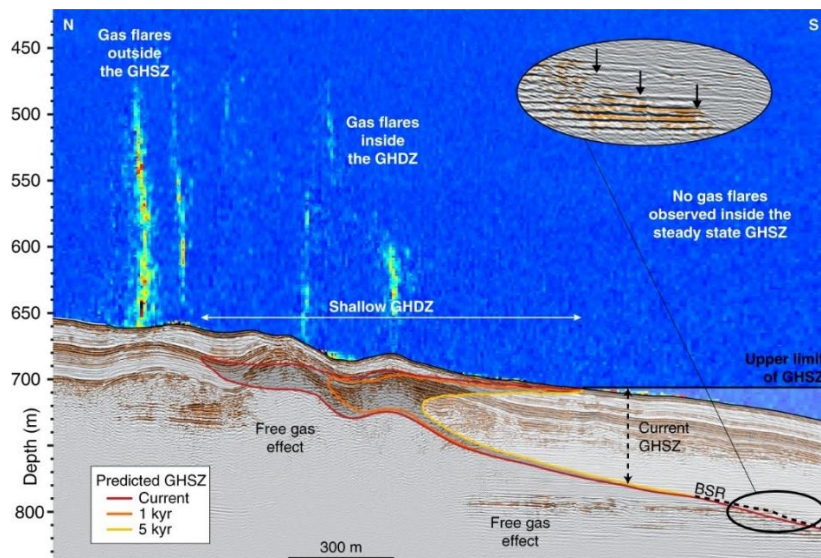 N
S
Gas flares
outside
the GHSZ
Gas flares
inside
the GHDZ
No gas flares
observed inside the
steady state GHSZ
450
500
550
600
650
700
750
800
Depth (m)
Shallow GHDZ
Upper limit
of GHSZ
Free gas
effect
Current
GHSZ
BSR
Free gas
effect
Predicted GHSZ
Current
1 kyr
5 kyr
300 m